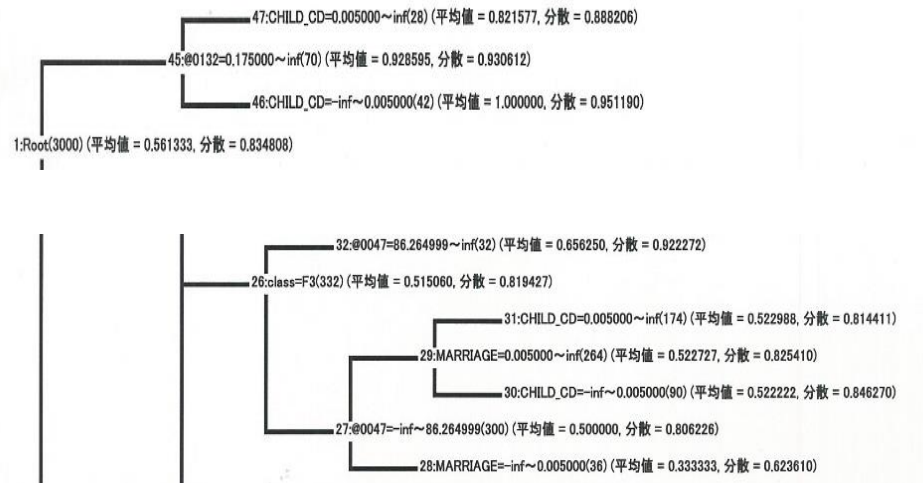 47:CHILD_CD=0.005000～inf(28) (平均値 = 0.821577, 分散 = 0.888206)
45:@0132=0.175000～inf(70) (平均値 = 0.928595, 分散 = 0.930612)
46:CHILD_CD=-inf～0.005000(42) (平均値 = 1.000000, 分散 = 0.951190)
1:Root(3000) (平均値 = 0.561333, 分散 = 0.834808)
32:@0047=86.264999～inf(32) (平均値 = 0.656250, 分散 = 0.922272)
26:class=F3(332) (平均値 = 0.515060, 分散 = 0.819427)
31:CHILD_CD=0.005000～inf(174) (平均値 = 0.522988, 分散 = 0.814411)
29:MARRIAGE=0.005000～inf(264) (平均値 = 0.522727, 分散 = 0.825410)
30:CHILD_CD=-inf～0.005000(90) (平均値 = 0.522222, 分散 = 0.846270)
27:@0047=-inf～86.264999(300) (平均値 = 0.500000, 分散 = 0.806226)
28:MARRIAGE=-inf～0.005000(36) (平均値 = 0.333333, 分散 = 0.623610)